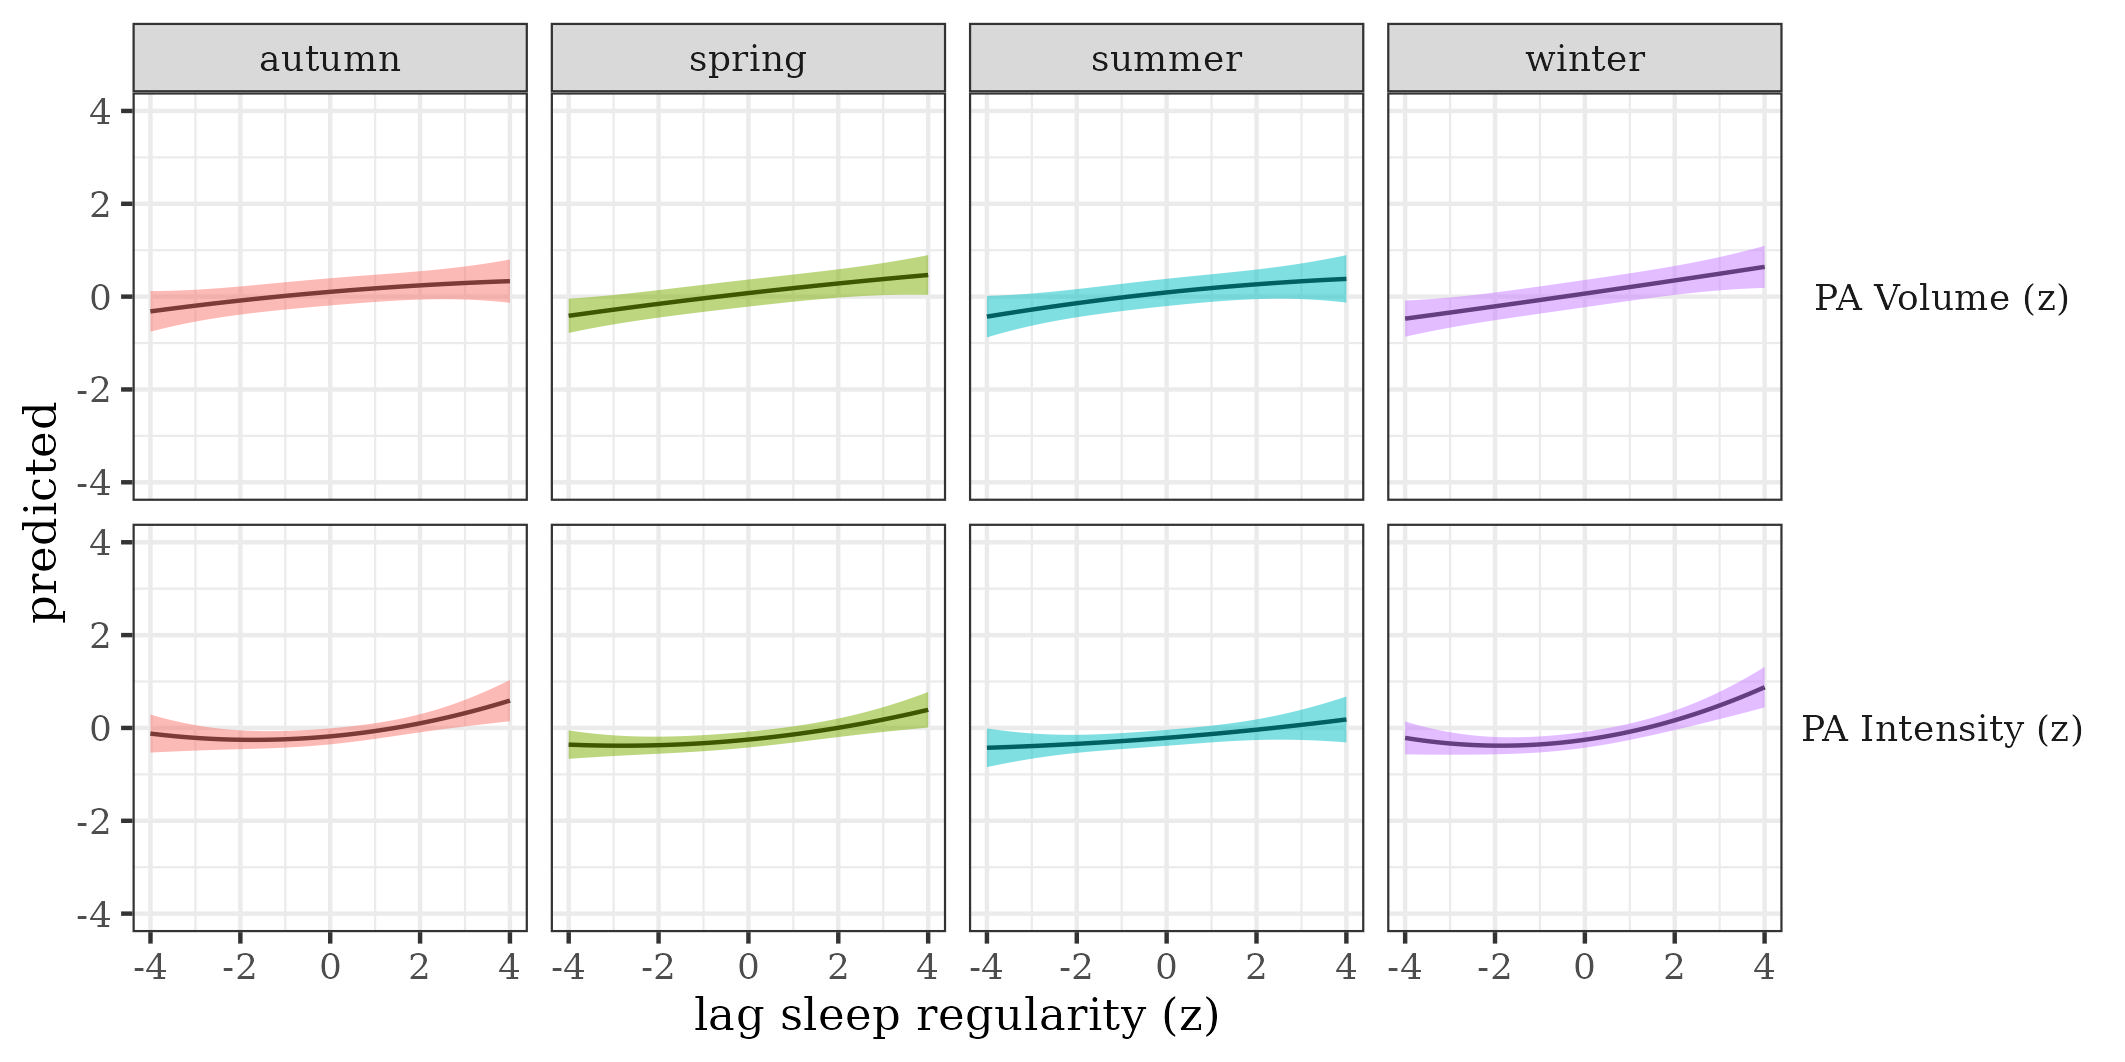 autumn spring summer winter
4
2
0
-2
-4
PA Volume (z)
predicted
4
2
0
-2
-4
PA Intensity (z)
-4 -2 0 2 4 -4 -2 0 2 4 -4 -2 0 2 4 -4 -2 0 2 4
lag sleep regularity (z)